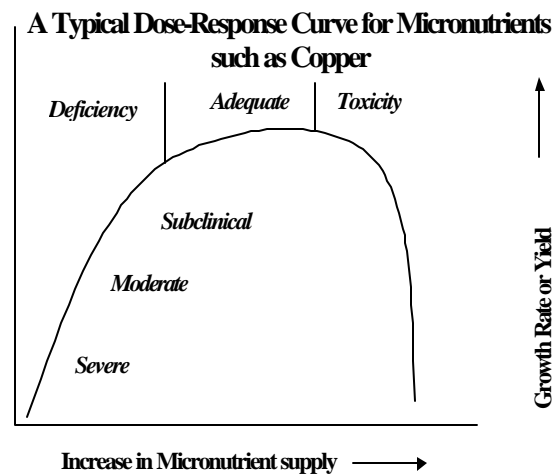 A Typical Dose-Response Curve for Micronutrients
such as Copper
Deficiency
Adequate
Toxicity
Subclinical
Moderate
Severe
Growth Rate or Yield
Increase in Micronutrient supply